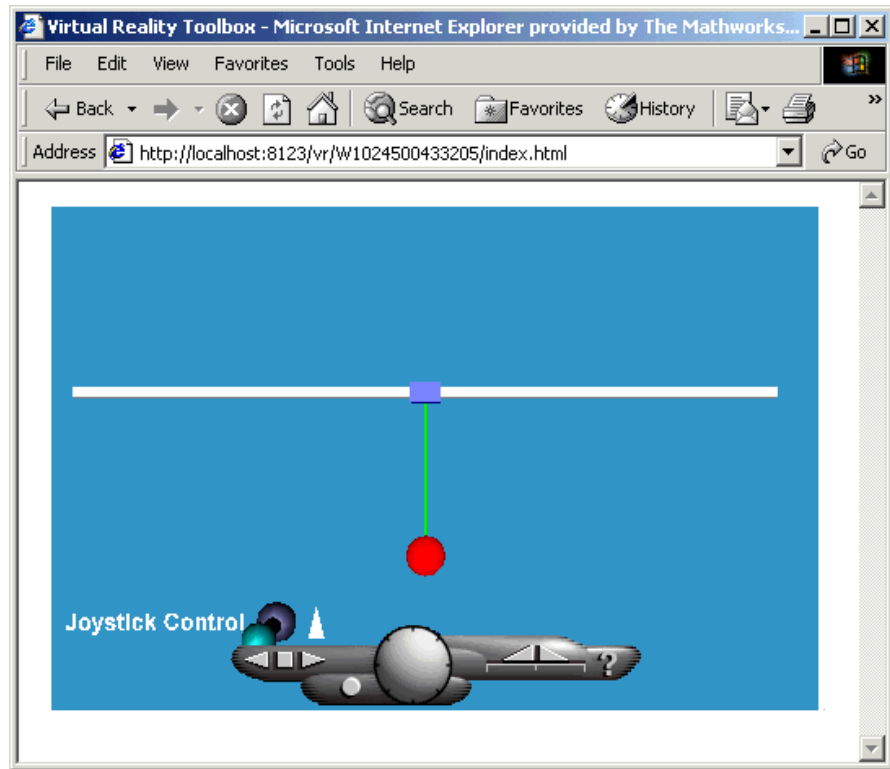 Virtual Reality Toolbox - Microsoft Internet Explorer provided by The Mathworks...
File Edit View Favorites Tools Help
Back Search Favorites History »
Address http://localhost:8123/vr/W1024500433205/index.html Go
Joystick Control
?